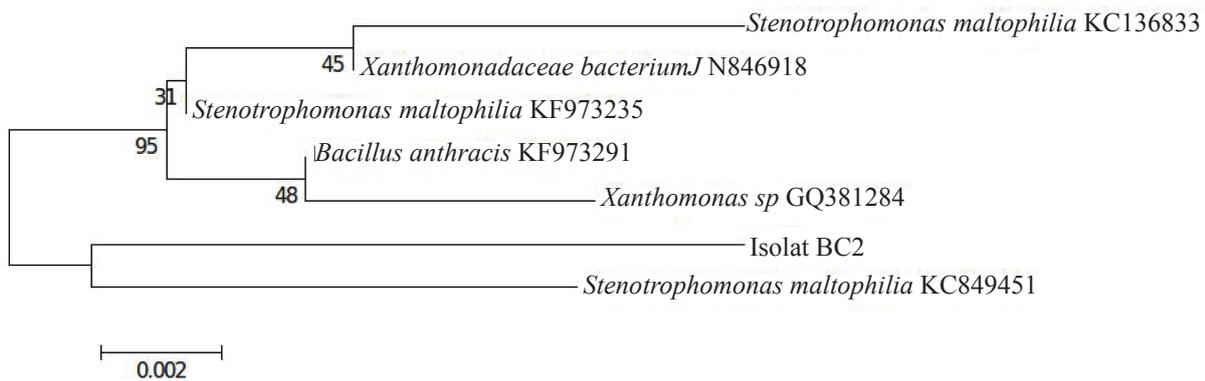 Stenotrophomonas maltophilia KC136833
45
Xanthomonadaceae bacteriumJ N846918
31
Stenotrophomonas maltophilia KF973235
95
Bacillus anthracis KF973291
48
Xanthomonas sp GQ381284
Isolat BC2
Stenotrophomonas maltophilia KC849451
0.002